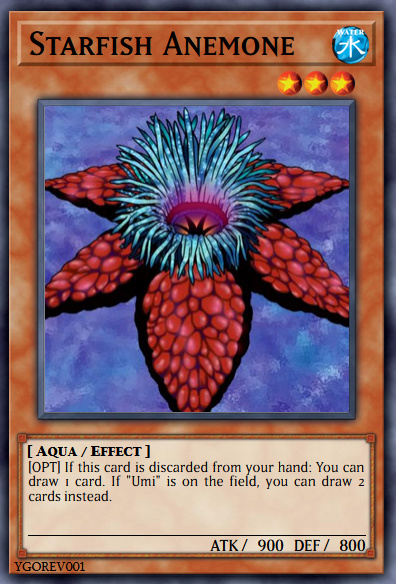 STARFISH ANEMONE
WATER
水
[ AQUA / EFFECT ]
[OPT] If this card is discarded from your hand: You can
draw 1 card. If "Umi" is on the field, you can draw 2
cards instead.
ATK / 900 DEF / 800
YGOREV001